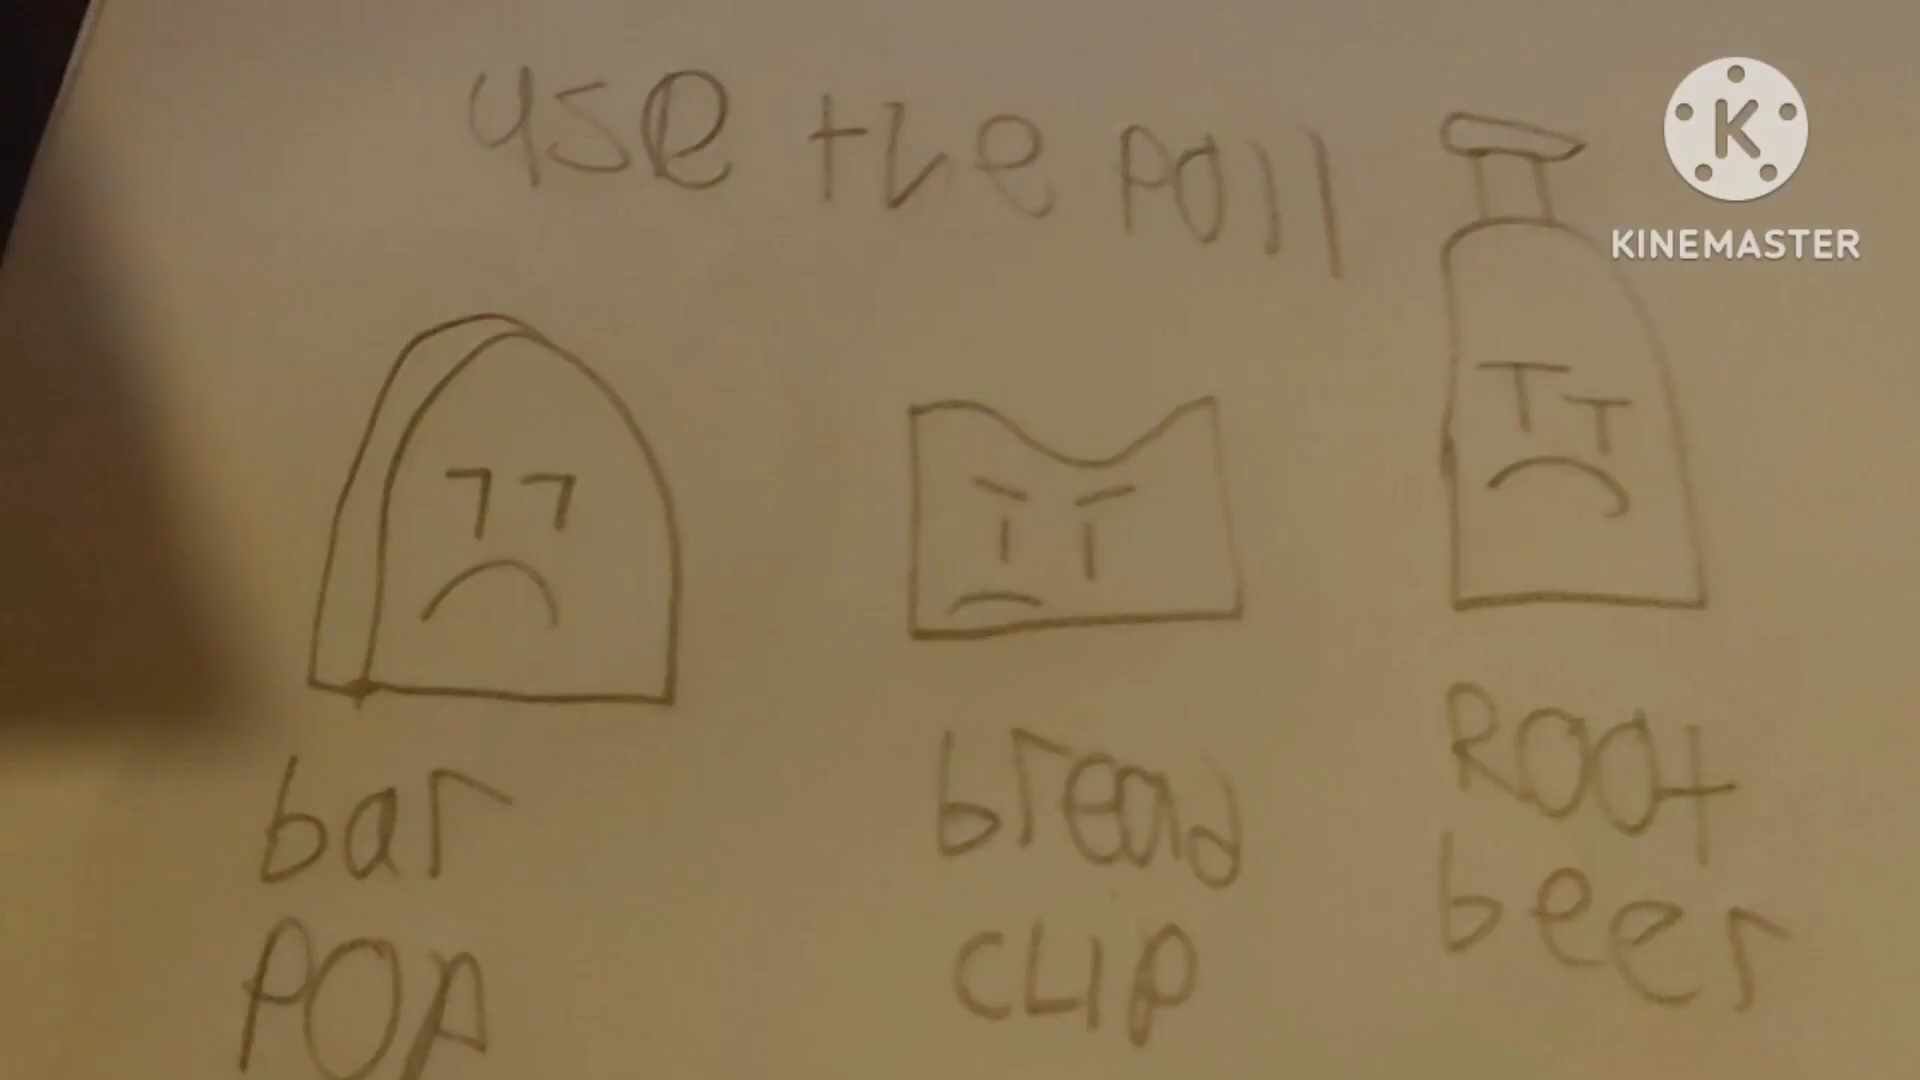 use the poll
KINEMASTER
bar
POP
bread
CLIP
ROOt
beer